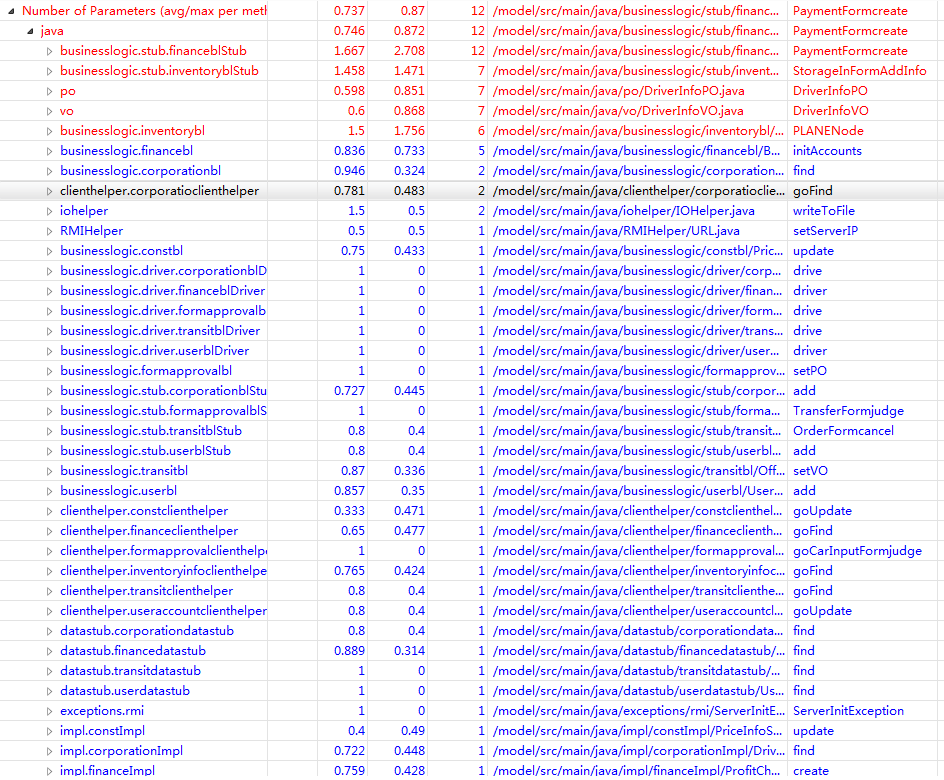 Number of Parameters (avg/max per meth 0.737 0.87 12 /model/src/main/java/businesslogic/stub/financ... PaymentFormcreate
java 0.746 0.872 12 /model/src/main/java/businesslogic/stub/financ... PaymentFormcreate
businesslogic.stub.financeblStub 1.667 2.708 12 /model/src/main/java/businesslogic/stub/financ... PaymentFormcreate
businesslogic.stub.inventoryblStub 1.458 1.471 7 /model/src/main/java/businesslogic/stub/invent... StorageInFormAddInfo
po 0.598 0.851 7 /model/src/main/java/po/DriverInfoPO.java DriverInfoPO
vo 0.6 0.868 7 /model/src/main/java/vo/DriverInfoVO.java DriverInfoVO
businesslogic.inventorybl 1.5 1.756 6 /model/src/main/java/businesslogic/inventorybl/... PLANENode
businesslogic.financebl 0.836 0.733 5 /model/src/main/java/businesslogic/financebl/B... initAccounts
businesslogic.corporationbl 0.946 0.324 2 /model/src/main/java/businesslogic/corporation... find
clienthelper.corporatioclienthelper 0.781 0.483 2 /model/src/main/java/clienthelper/corporatioclie... goFind
iohelper 1.5 0.5 2 /model/src/main/java/iohelper/IOHelper.java writeToFile
RMIHelper 0.5 0.5 1 /model/src/main/java/RMIHelper/URL.java setServerIP
businesslogic.constbl 0.75 0.433 1 /model/src/main/java/businesslogic/constbl/Pric... update
businesslogic.driver.corporationblD 1 0 1 /model/src/main/java/businesslogic/driver/corp... drive
businesslogic.driver.financeblDriver 1 0 1 /model/src/main/java/businesslogic/driver/finan... driver
businesslogic.driver.formapprovalb 1 0 1 /model/src/main/java/businesslogic/driver/form... drive
businesslogic.driver.transitblDriver 1 0 1 /model/src/main/java/businesslogic/driver/trans... drive
businesslogic.driver.userblDriver 1 0 1 /model/src/main/java/businesslogic/driver/user... driver
businesslogic.formapprovalbl 1 0 1 /model/src/main/java/businesslogic/formapprov... setPO
businesslogic.stub.corporationblStu 0.727 0.445 1 /model/src/main/java/businesslogic/stub/corpor... add
businesslogic.stub.formapprovalblS 1 0 1 /model/src/main/java/businesslogic/stub/forma... TransferFormjudge
businesslogic.stub.transitblStub 0.8 0.4 1 /model/src/main/java/businesslogic/stub/transit... OrderFormcancel
businesslogic.stub.userblStub 0.8 0.4 1 /model/src/main/java/businesslogic/stub/userbl... add
businesslogic.transitbl 0.87 0.336 1 /model/src/main/java/businesslogic/transitbl/Off... setVO
businesslogic.userbl 0.857 0.35 1 /model/src/main/java/businesslogic/userbl/User... add
clienthelper.constclienthelper 0.333 0.471 1 /model/src/main/java/clienthelper/constclienthel... goUpdate
clienthelper.financeclienthelper 0.65 0.477 1 /model/src/main/java/clienthelper/financeclienth... goFind
clienthelper.formapprovalclienthelpe 1 0 1 /model/src/main/java/clienthelper/formapproval... goCarInputFormjudge
clienthelper.inventoryinfoclienthelpe 0.765 0.424 1 /model/src/main/java/clienthelper/inventoryinfoc... goFind
clienthelper.transitclienthelper 0.8 0.4 1 /model/src/main/java/clienthelper/transitclienthe... goFind
clienthelper.useraccountclienthelper 0.8 0.4 1 /model/src/main/java/clienthelper/useraccountcl... goUpdate
datastub.corporationdatastub 0.8 0.4 1 /model/src/main/java/datastub/corporationdata... find
datastub.financedatastub 0.889 0.314 1 /model/src/main/java/datastub/financedatastub/... find
datastub.transitdatastub 1 0 1 /model/src/main/java/datastub/transitdatastub/... find
datastub.userdatastub 1 0 1 /model/src/main/java/datastub/userdatastub/Us... find
exceptions.rmi 1 0 1 /model/src/main/java/exceptions/rmi/ServerInitE... ServerInitException
impl.constImpl 0.4 0.49 1 /model/src/main/java/impl/constImpl/PriceInfoS... update
impl.corporationImpl 0.722 0.448 1 /model/src/main/java/impl/corporationImpl/Driv... find
impl.financeImpl 0.759 0.428 1 /model/src/main/java/impl/financeImpl/ProfitCh... create